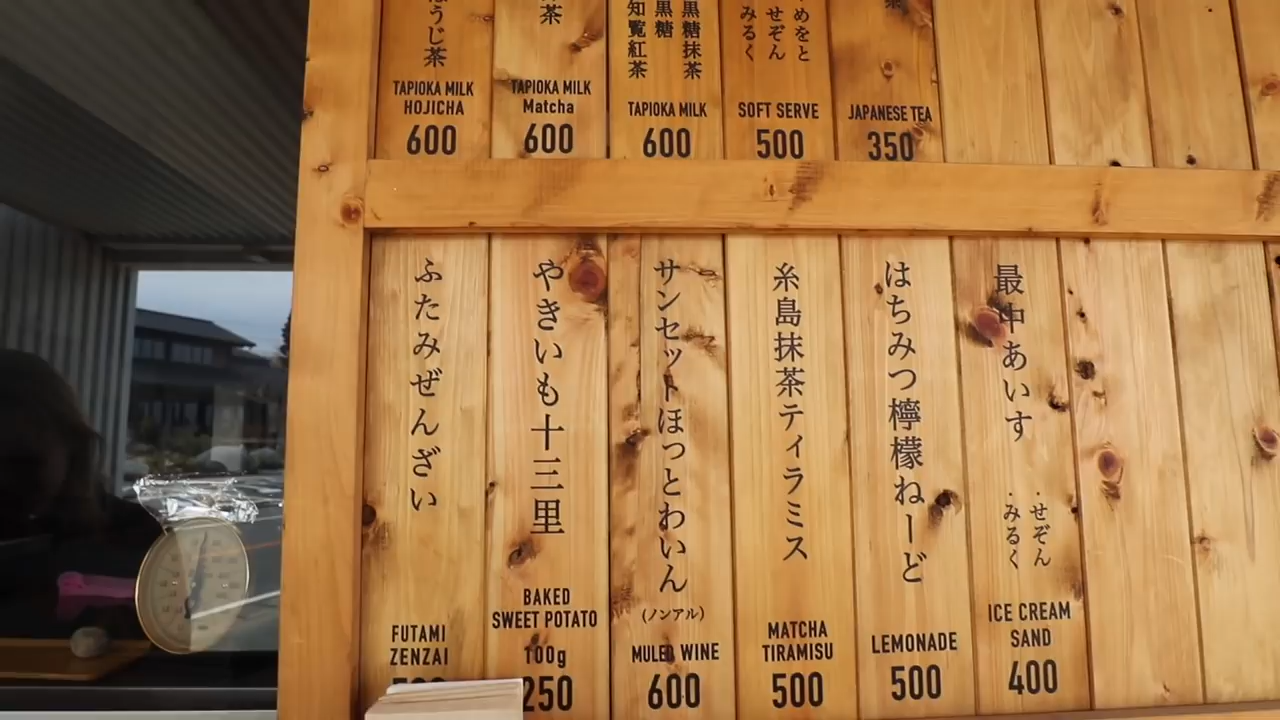 うじ茶
TAPIOKA MILK
HOJICHA
600
茶
TAPIOKA MILK
Matcha
600
黒糖抹茶
黒糖
知覧紅茶
TAPIOKA MILK
600
めをと
せぞん
みるく
SOFT SERVE
500
JAPANESE TEA
350
ふたみぜんざい
FUTAMI
ZENZAI
やきいも十三里
BAKED
SWEET POTATO
100g
250
サンセットほっとわいん
(ノンアル)
MULED WINE
600
糸島抹茶ティラミス
MATCHA
TIRAMISU
500
はちみつ檸檬ねーど
LEMONADE
500
最中あいす
・せぞん
・みるく
ICE CREAM
SAND
400